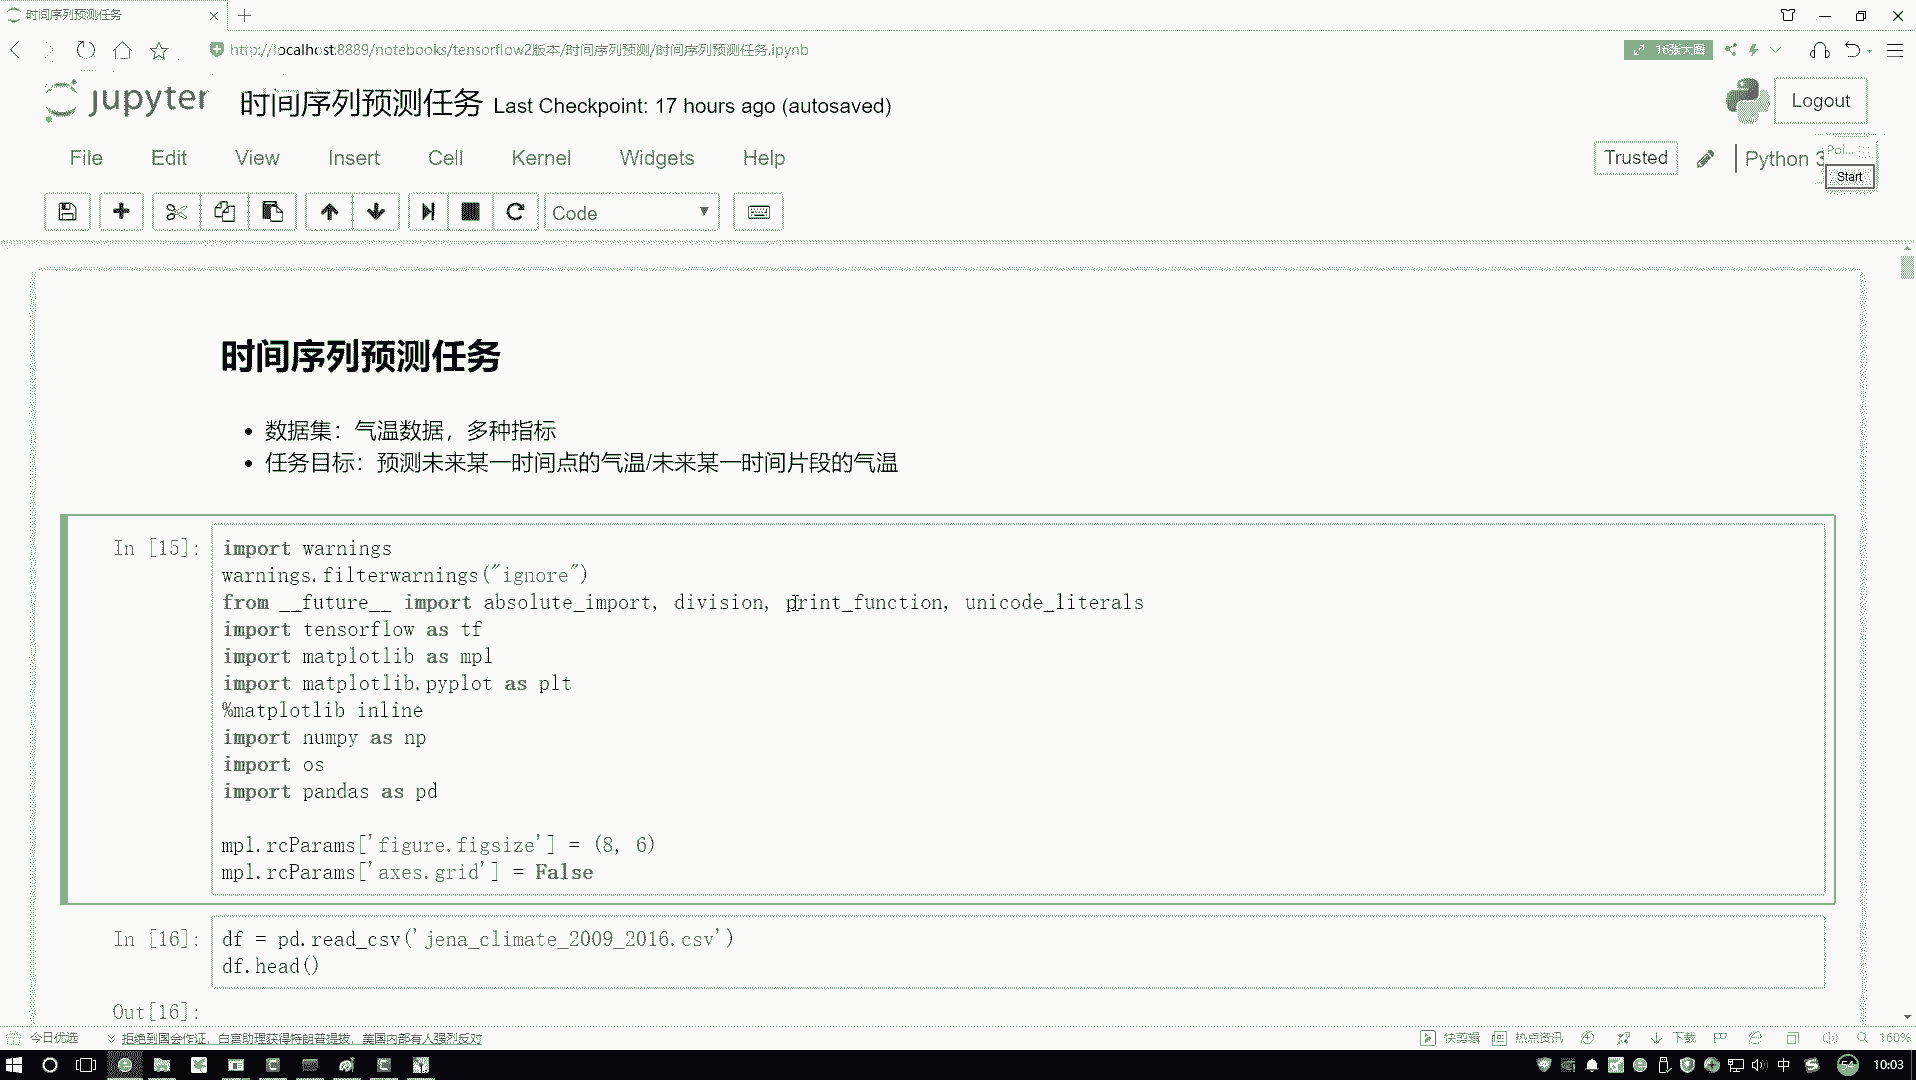 时间序列预测任务
http://localhost:8889/notebooks/tensorflow2版本/时间序列预测/时间序列预测任务.ipynb
16张大图
jupyter 时间序列预测任务 Last Checkpoint: 17 hours ago (autosaved)
Logout
File Edit View Insert Cell Kernel Widgets Help
Trusted
Python 3
Poi...
Start
Code
时间序列预测任务
数据集：气温数据，多种指标
任务目标：预测未来某一时间点的气温/未来某一时间片段的气温
In [15]:
import warnings
warnings.filterwarnings("ignore")
from __future__ import absolute_import, division, print_function, unicode_literals
import tensorflow as tf
import matplotlib as mpl
import matplotlib.pyplot as plt
%matplotlib inline
import numpy as np
import os
import pandas as pd
mpl.rcParams['figure.figsize'] = (8, 6)
mpl.rcParams['axes.grid'] = False
In [16]:
df = pd.read_csv('jena_climate_2009_2016.csv')
df.head()
Out[16]:
今日优选
拒绝到国会作证，白宫助理获得特朗普提拔，美国内部有人强烈反对
快剪辑
热点资讯
下载
160%
中
54
10:03